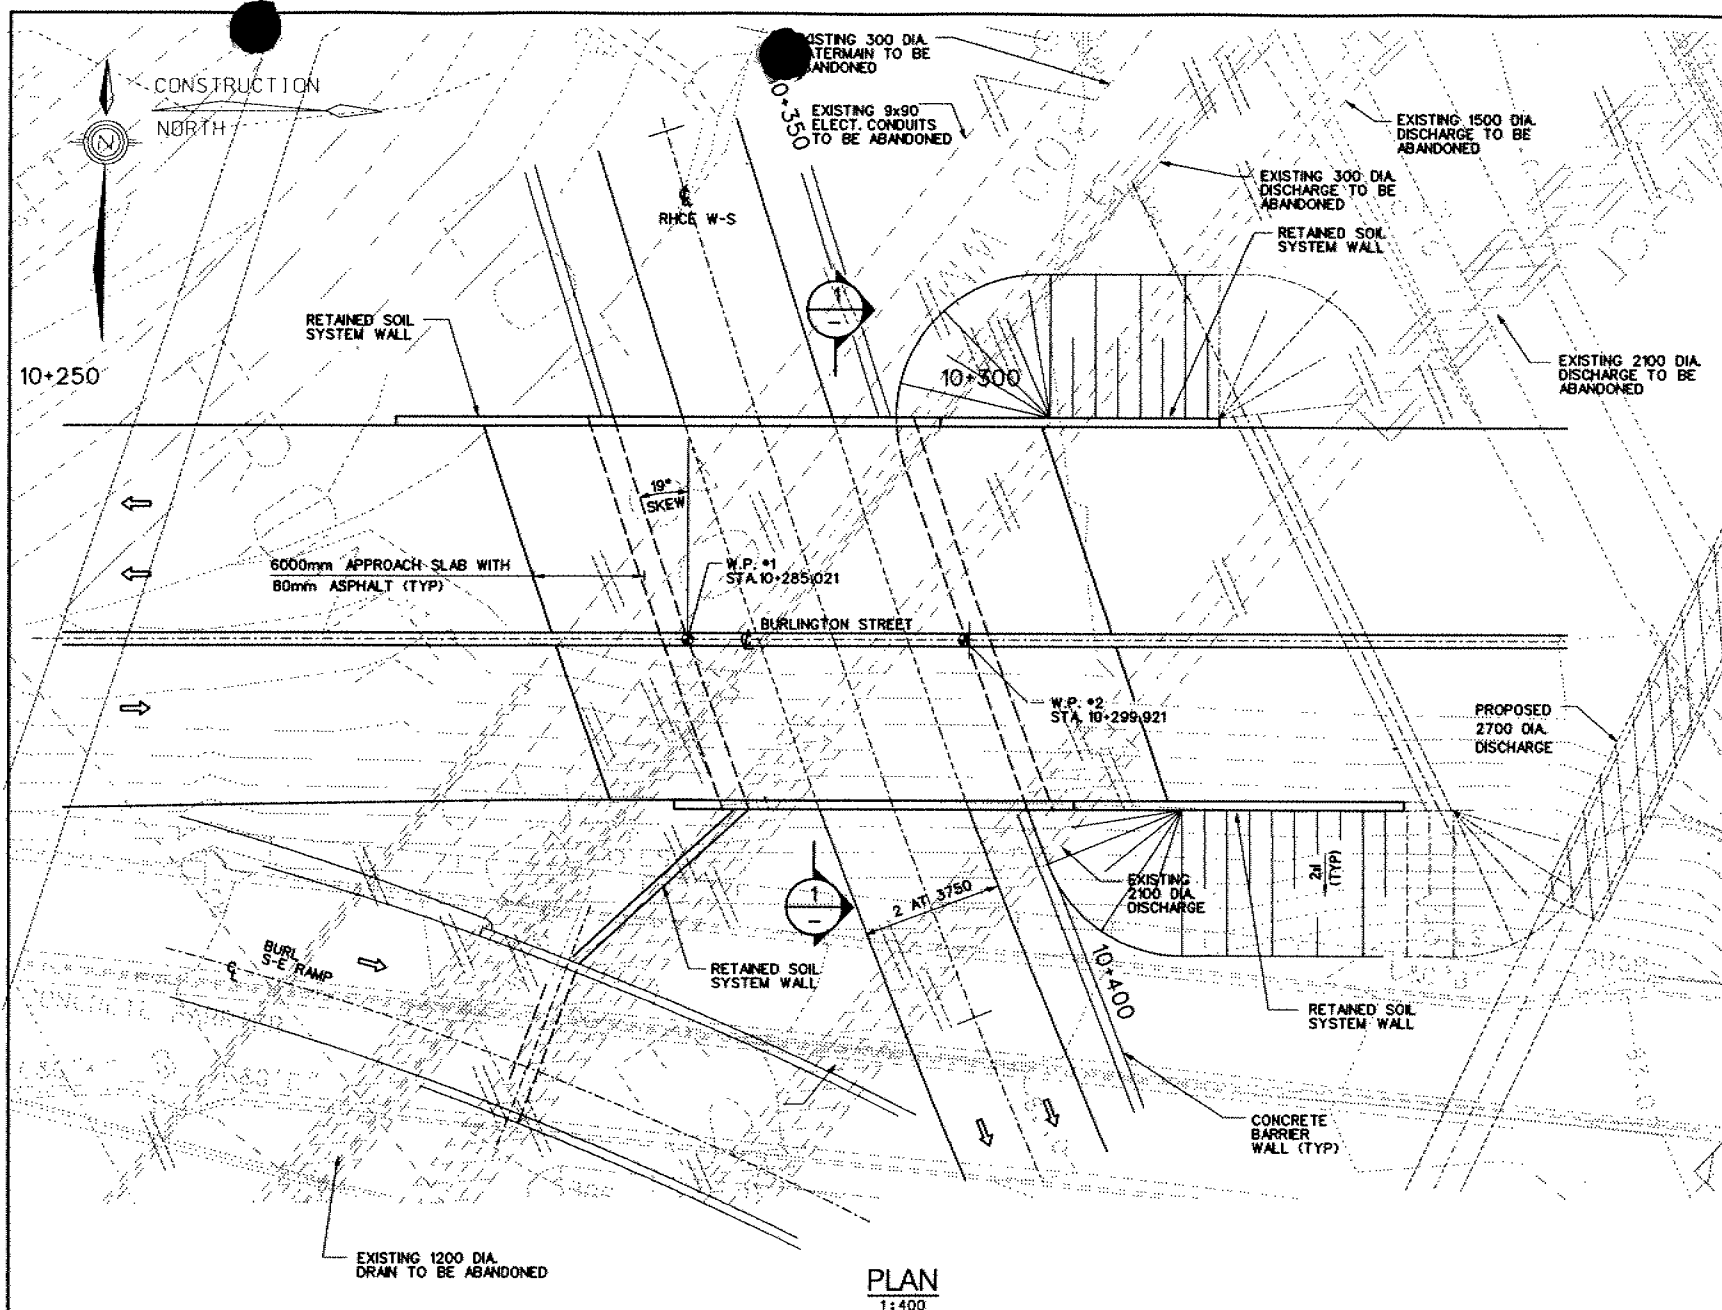 CONSTRUCTION
NORTH
N
EXISTING 300 DIA.
TO BE
10+350
EXISTING 9x90
ELECT. CONDUITS
TO BE ABANDONED
EXISTING 1500 DIA.
DISCHARGE TO BE
ABANDONED
EXISTING 300 DIA.
DISCHARGE TO BE
ABANDONED
RETAINED SOIL
SYSTEM WALL
RHCE W-S
RETAINED SOIL
SYSTEM WALL
1
–
10+250
10+300
EXISTING 2100 DIA.
DISCHARGE TO BE
ABANDONED
19°
SKEW
6000mm APPROACH SLAB WITH
80mm ASPHALT (TYP)
W.P. #1
STA.10+285.021
BURLINGTON STREET
W.P. #2
STA. 10+299.921
PROPOSED
2700 DIA.
DISCHARGE
EXISTING
2100 DIA.
DISCHARGE
2:1
(TYP)
1
–
2 AT 3750
10+400
BURL
S-E RAMP
RETAINED SOIL
SYSTEM WALL
RETAINED SOIL
SYSTEM WALL
CONCRETE
CONCRETE
BARRIER
WALL (TYP)
EXISTING 1200 DIA.
DRAIN TO BE ABANDONED
PLAN
1:400